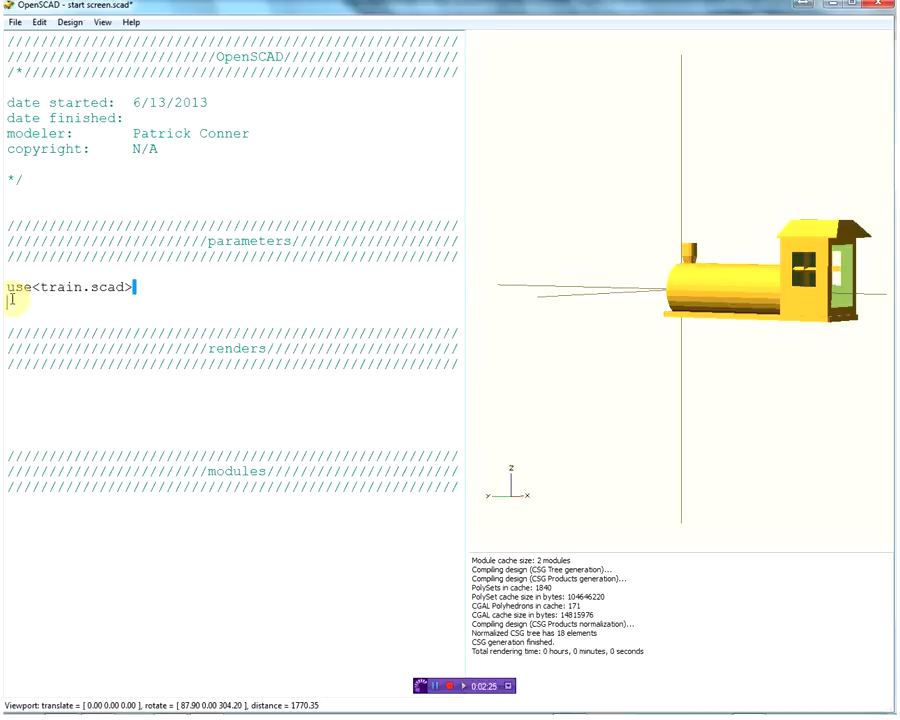 OpenSCAD - start screen.scad*
File Edit Design View Help
//////////////////////////////////////////////////////
/////////////////////////OpenSCAD/////////////////////
/*////////////////////////////////////////////////////
date started: 6/13/2013
date finished:
modeler: Patrick Conner
copyright: N/A
*/
//////////////////////////////////////////////////////
////////////////////////parameters////////////////////
//////////////////////////////////////////////////////
use<train.scad>
//////////////////////////////////////////////////////
////////////////////////renders///////////////////////
//////////////////////////////////////////////////////
//////////////////////////////////////////////////////
////////////////////////modules///////////////////////
//////////////////////////////////////////////////////
Z
Y X
Module cache size: 2 modules
Compiling design (CSG Tree generation)...
Compiling design (CSG Products generation)...
PolySets in cache: 1840
PolySet cache size in bytes: 104646220
CGAL Polyhedrons in cache: 171
CGAL cache size in bytes: 14815976
Compiling design (CSG Products normalization)...
Normalized CSG tree has 18 elements
CSG generation finished.
Total rendering time: 0 hours, 0 minutes, 0 seconds
0:02:25
Viewport: translate = [ 0.00 0.00 0.00 ], rotate = [ 87.90 0.00 304.20 ], distance = 1770.35